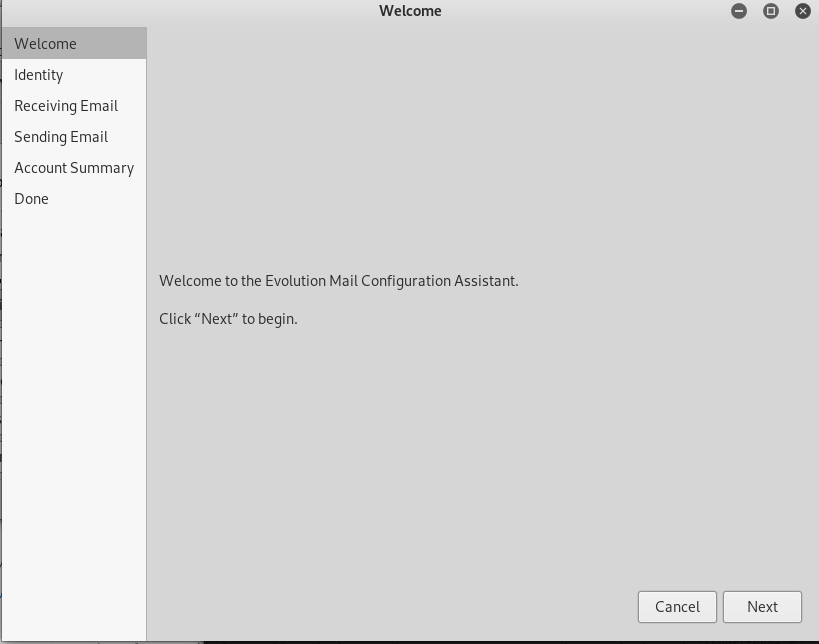 Welcome
Welcome
Identity
Receiving Email
Sending Email
Account Summary
Done
Welcome to the Evolution Mail Configuration Assistant.
Click “Next” to begin.
Cancel
Next